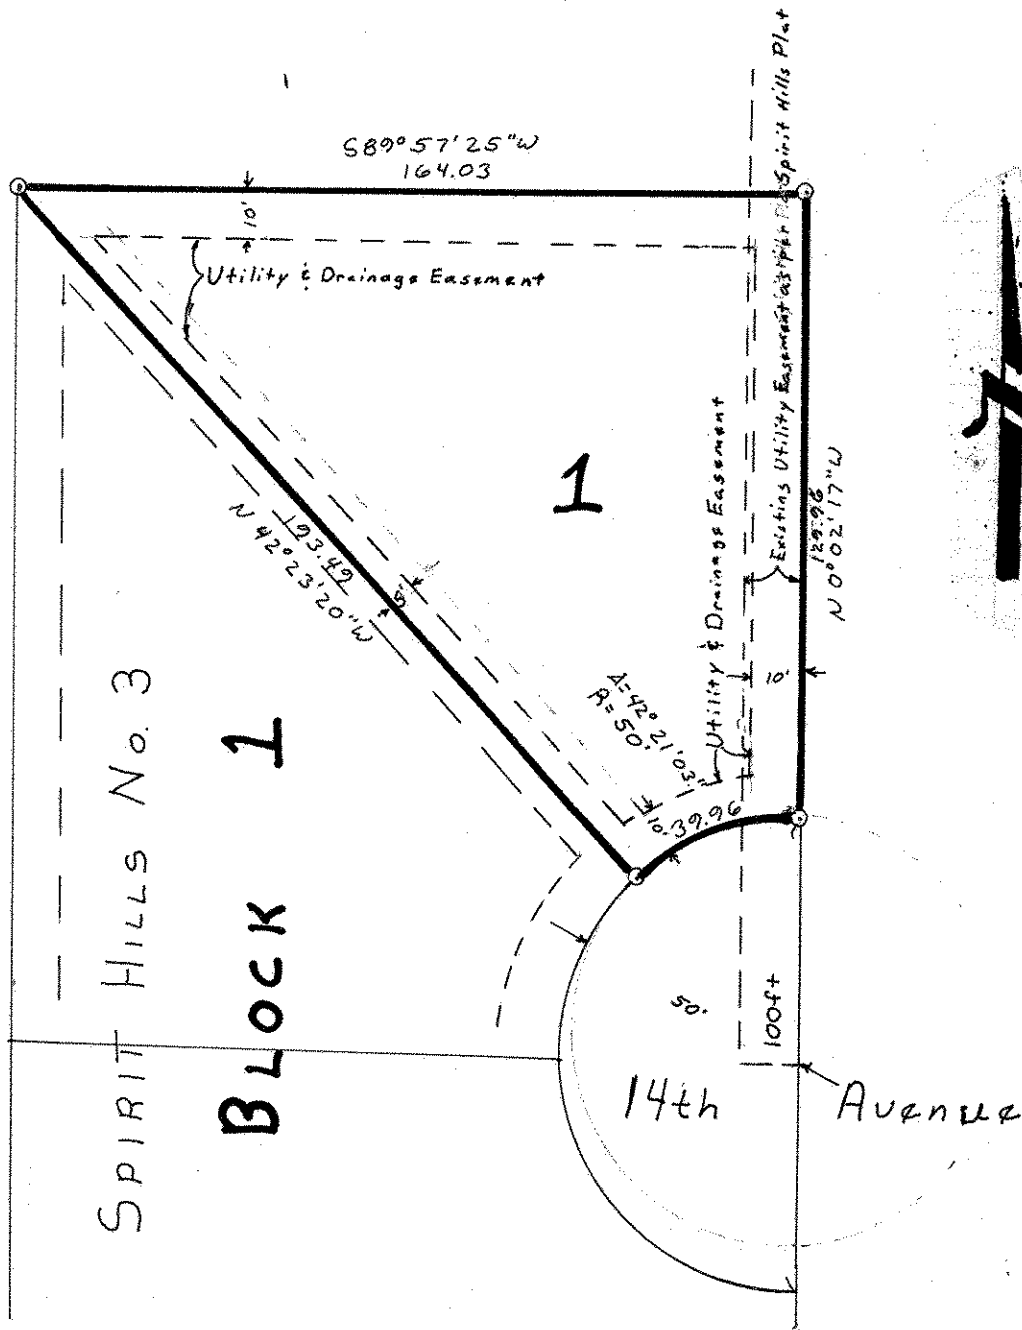 S89°57'25"W
164.03
10'
Utility & Drainage Easement
1
N 42°23'20"W
193.49
5'
Utility & Drainage Easement
Existing Utility Easement as per Spirit Hills Plat
129.96
N 0°02'17"W
10'
Δ=42°21'03"
R=50'
10'
39.96
SPIRIT HILLS No. 3
BLOCK 1
50'
100ft
14th Avenue